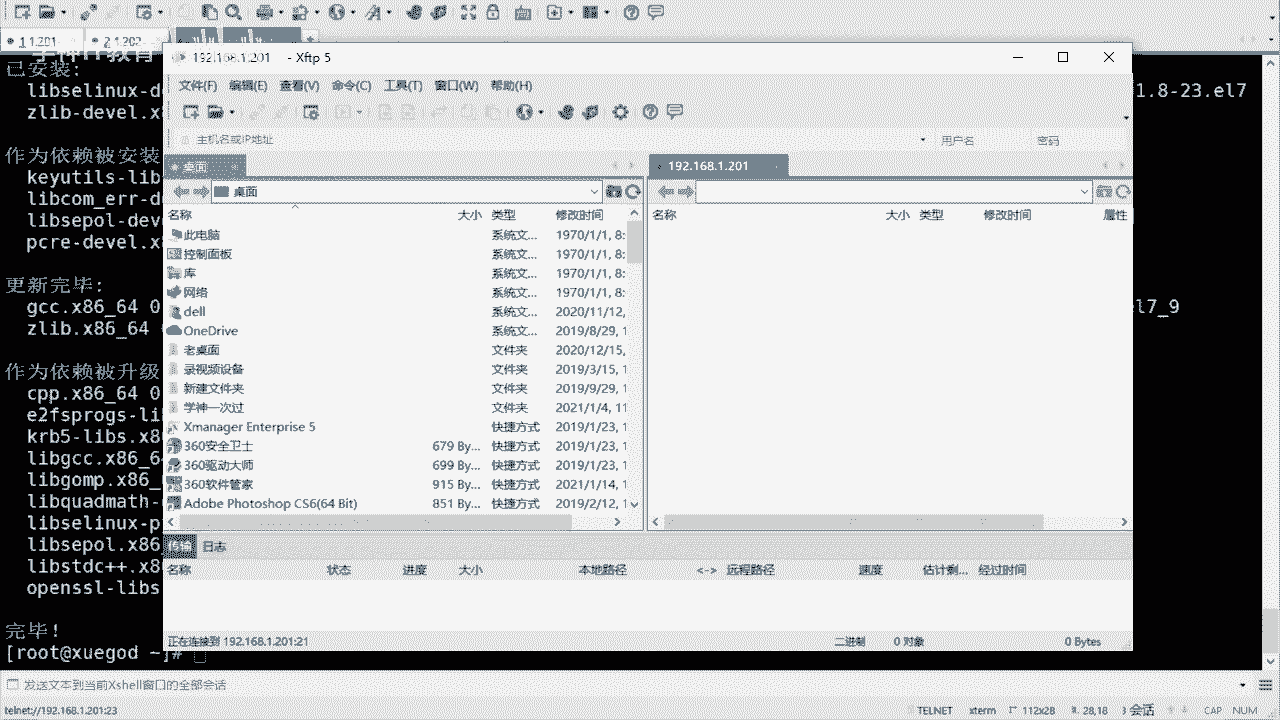 1 1.201
2 1.202
已安装:
libselinux-d
1.8-23.el7
zlib-devel.x
作为依赖被安装
keyutils-lib
libcom_err-d
libsepol-dev
pcre-devel.x
更新完毕:
gcc.x86_64 0
el7_9
zlib.x86_64
作为依赖被升级
cpp.x86_64 0
e2fsprogs-li
krb5-libs.x8
libgcc.x86_6
libgomp.x86_
libquadmath-
libselinux-p
libsepol.x86
libstdc++.x8
openssl-libs
完毕!
[root@xuegod ~]#
192.168.1.201 - Xftp 5
文件(F) 编辑(E) 查看(V) 命令(C) 工具(T) 窗口(W) 帮助(H)
主机名或IP地址 用户名 密码
桌面
桌面
名称 大小 类型 修改时间
此电脑 系统文... 1970/1/1, 8:
控制面板 系统文... 1970/1/1, 8:
库 系统文... 1970/1/1, 8:
网络 系统文... 1970/1/1, 8:
dell 系统文... 2020/11/12,
OneDrive 系统文... 2019/8/29, 1
老桌面 文件夹 2020/12/15,
录视频设备 文件夹 2019/3/15, 1
新建文件夹 文件夹 2019/9/29, 1
学神一次过 文件夹 2021/1/4, 11
Xmanager Enterprise 5 快捷方式 2019/1/23, 1
360安全卫士 679 By... 快捷方式 2019/1/23, 1
360驱动大师 699 By... 快捷方式 2019/1/23, 1
360软件管家 915 By... 快捷方式 2021/1/14, 1
Adobe Photoshop CS6(64 Bit) 851 By... 快捷方式 2019/2/12, 1
192.168.1.201
名称 大小 类型 修改时间 属性
传输 日志
名称 状态 进度 大小 本地路径 <-> 远程路径 速度 估计剩... 经过时间
正在连接到 192.168.1.201:21 二进制 0 对象 0 Bytes
发送文本到当前Xshell窗口的全部会话
telnet://192.168.1.201:23 TELNET xterm 112x28 28,18 3 会话 CAP NUM